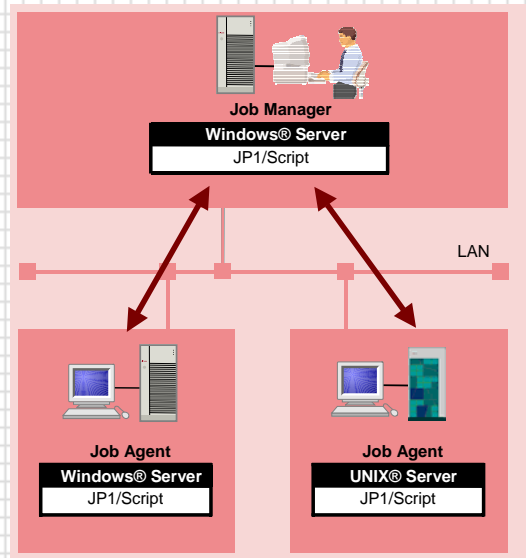 Job Manager
Windows® Server
JP1/Script
LAN
Job Agent
Windows® Server
JP1/Script
Job Agent
UNIX® Server
JP1/Script